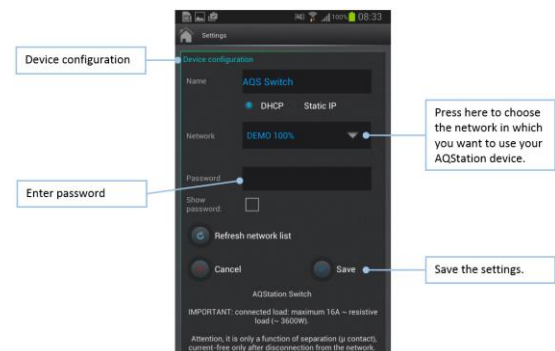 100% 08:33
Settings
Device configuration
Device configuration
Name
AQS Switch
DHCP Static IP
Network
DEMO 100%
Press here to choose
the network in which
you want to use your
AQStation device.
Enter password
Password
Show
password:
Refresh network list
Cancel
Save
Save the settings.
AQStation Switch
IMPORTANT: connected load: maximum 16A ~ resistive
load (~ 3600W).
Attention, it is only a function of separation (µ contact),
current-free only after disconnection from the network.